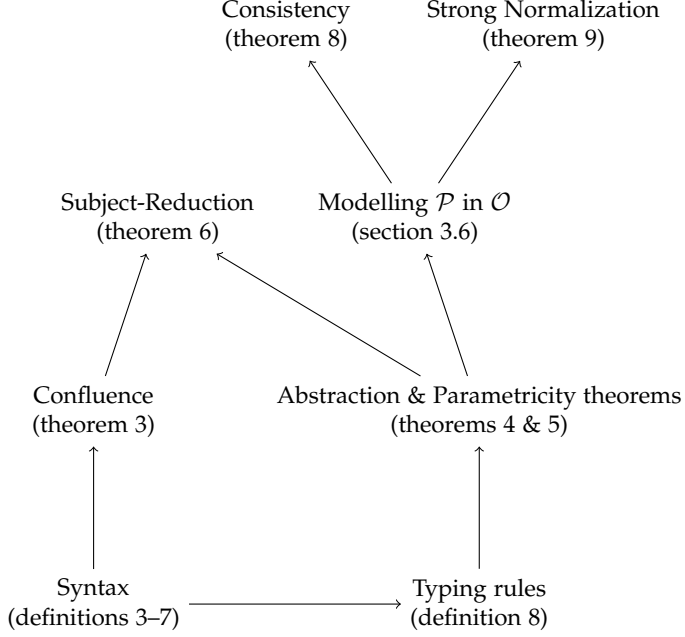 Consistency
(theorem 8)
Strong Normalization
(theorem 9)
Subject-Reduction
(theorem 6)
Modelling 𝒫 in 𝒪
(section 3.6)
Confluence
(theorem 3)
Abstraction & Parametricity theorems
(theorems 4 & 5)
Syntax
(definitions 3–7)
Typing rules
(definition 8)